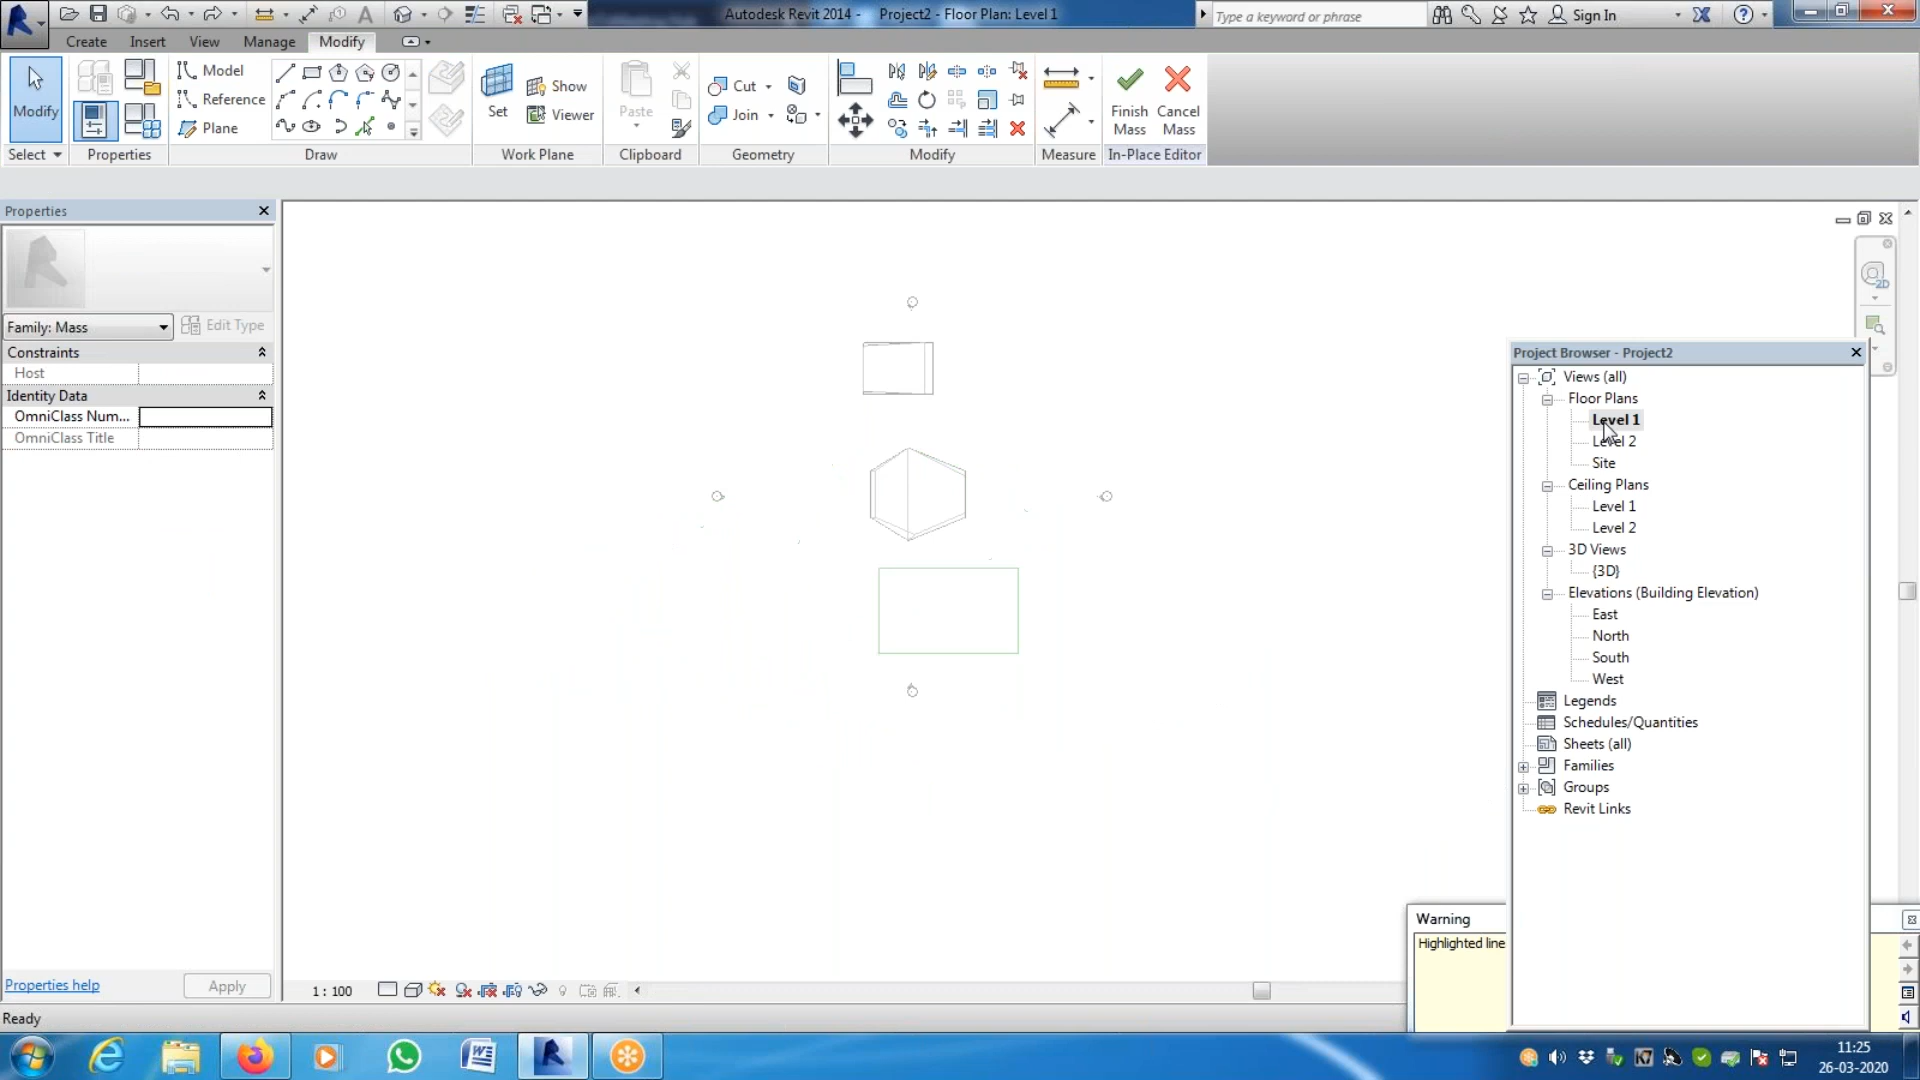 Autodesk Revit 2014 - Project2 - Floor Plan: Level 1
Type a keyword or phrase
Sign In
Create Insert View Manage Modify
Modify
Select
Properties
Model
Reference
Plane
Draw
Set
Show
Viewer
Work Plane
Paste
Clipboard
Cut
Join
Geometry
Modify
Measure
Finish Mass
Cancel Mass
In-Place Editor
Properties
Family: Mass
Edit Type
Constraints
Host
Identity Data
OmniClass Num...
OmniClass Title
Properties help
Apply
2D
Project Browser - Project2
Views (all)
Floor Plans
Level 1
Level 2
Site
Ceiling Plans
Level 1
Level 2
3D Views
{3D}
Elevations (Building Elevation)
East
North
South
West
Legends
Schedules/Quantities
Sheets (all)
Families
Groups
Revit Links
Warning
Highlighted line
1 : 100
Ready
11:25
26-03-2020